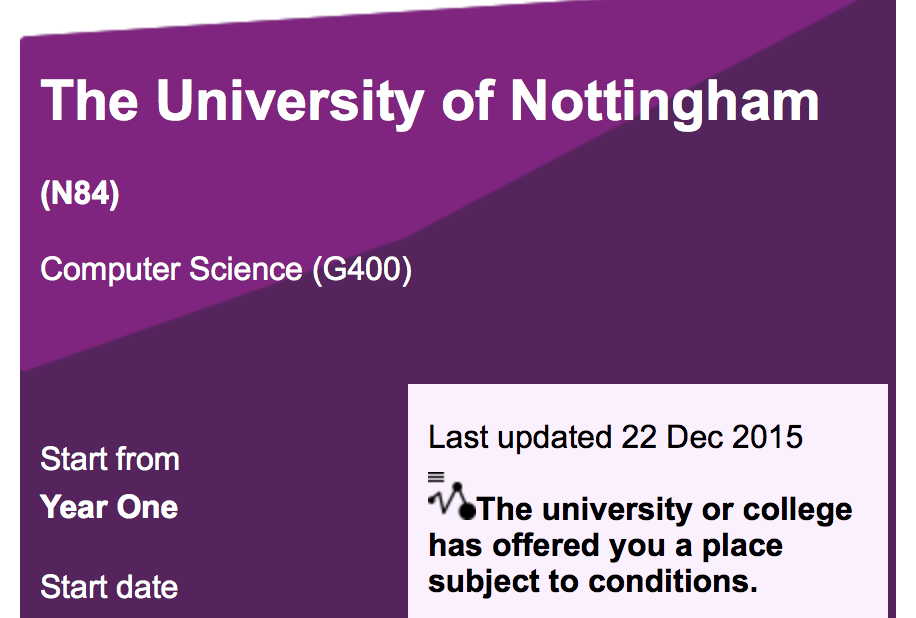 The University of Nottingham
(N84)
Computer Science (G400)
Start from
Year One
Start date
Last updated 22 Dec 2015
The university or college
has offered you a place
subject to conditions.